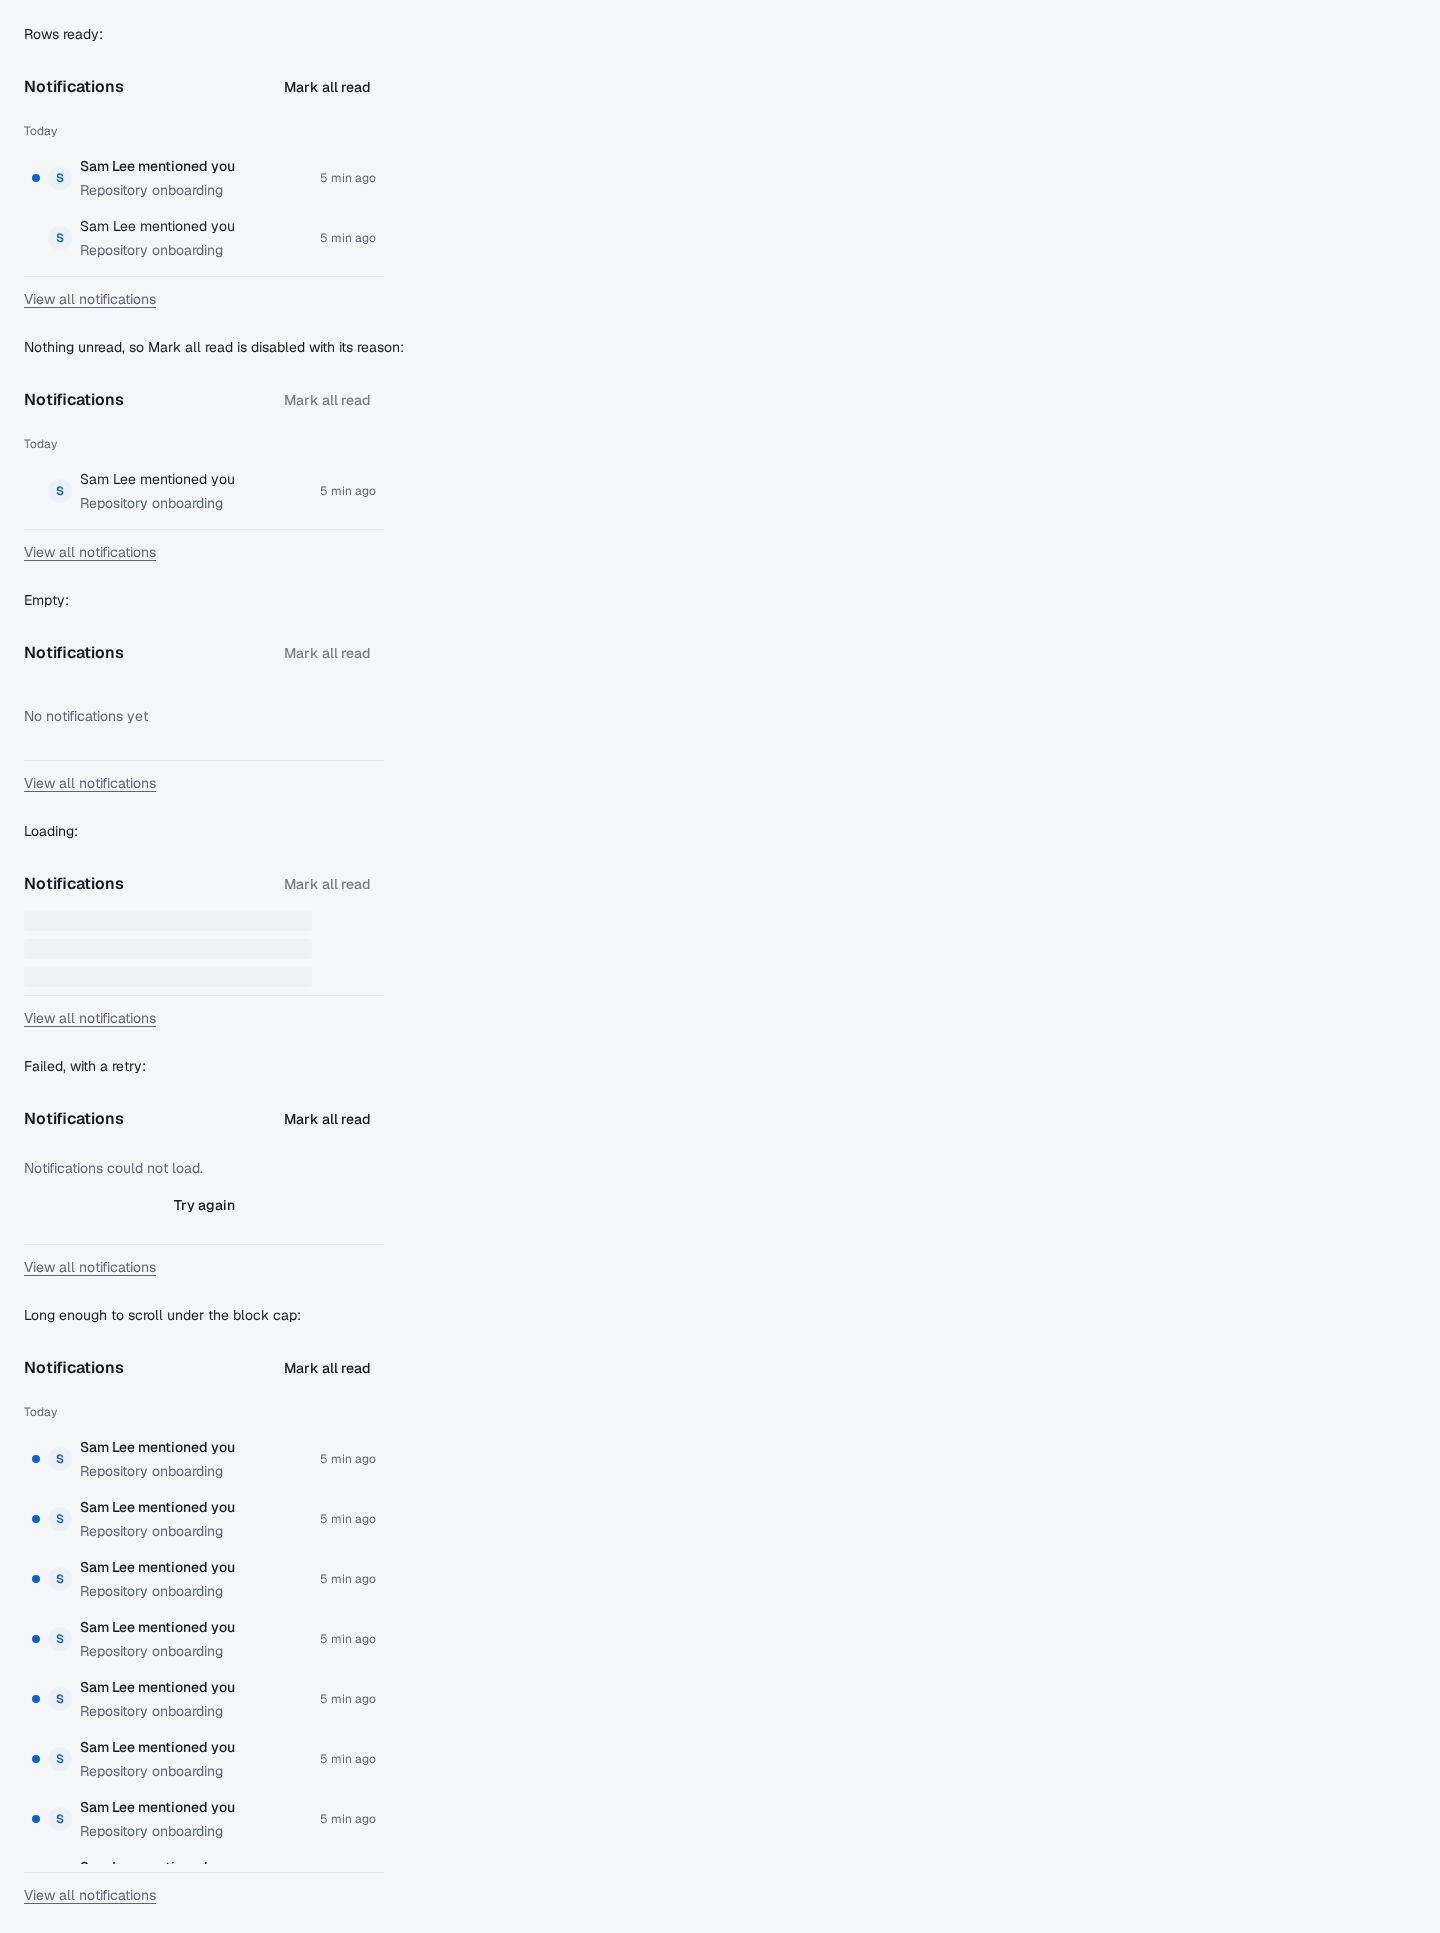 Rows ready:
Notifications
Mark all read
Today
S
Sam Lee mentioned you
Repository onboarding
5 min ago
S
Sam Lee mentioned you
Repository onboarding
5 min ago
View all notifications
Nothing unread, so Mark all read is disabled with its reason:
Notifications
Mark all read
Today
S
Sam Lee mentioned you
Repository onboarding
5 min ago
View all notifications
Empty:
Notifications
Mark all read
No notifications yet
View all notifications
Loading:
Notifications
Mark all read
View all notifications
Failed, with a retry:
Notifications
Mark all read
Notifications could not load.
Try again
View all notifications
Long enough to scroll under the block cap:
Notifications
Mark all read
Today
S
Sam Lee mentioned you
Repository onboarding
5 min ago
S
Sam Lee mentioned you
Repository onboarding
5 min ago
S
Sam Lee mentioned you
Repository onboarding
5 min ago
S
Sam Lee mentioned you
Repository onboarding
5 min ago
S
Sam Lee mentioned you
Repository onboarding
5 min ago
S
Sam Lee mentioned you
Repository onboarding
5 min ago
S
Sam Lee mentioned you
Repository onboarding
5 min ago
View all notifications